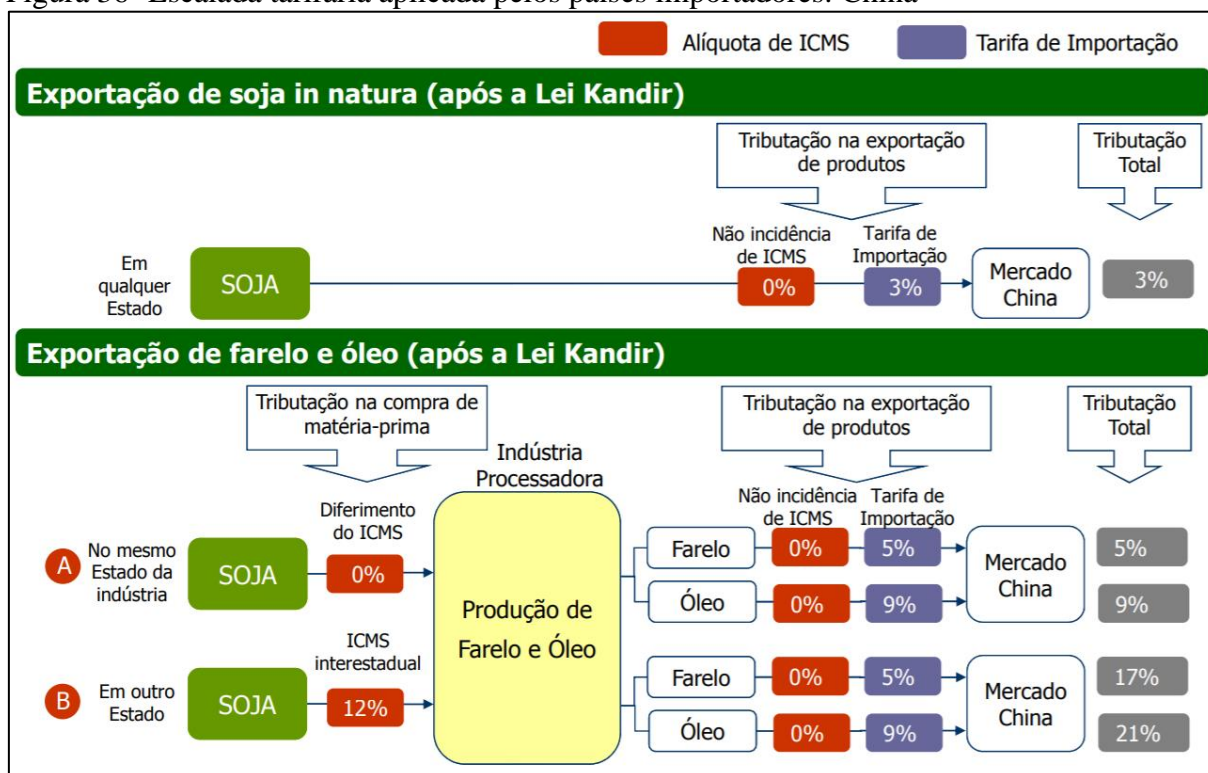 Figura 36- Escalada tarifária aplicada pelos países importadores: China
Alíquota de ICMS
Tarifa de Importação
Exportação de soja in natura (após a Lei Kandir)
Tributação na exportação
de produtos
Tributação
Total
Não incidência
de ICMS
Tarifa de
Importação
Em
qualquer
Estado
SOJA
0%
3%
Mercado
China
3%
Exportação de farelo e óleo (após a Lei Kandir)
Tributação na compra de
matéria-prima
Tributação na exportação
de produtos
Tributação
Total
Indústria
Processadora
Diferimento
do ICMS
Não incidência
de ICMS
Tarifa de
Importação
A
No mesmo
Estado da
indústria
SOJA
0%
Produção de
Farelo e Óleo
Farelo
0%
5%
Mercado
China
5%
Óleo
0%
9%
9%
ICMS
interestadual
B
Em outro
Estado
SOJA
12%
Farelo
0%
5%
Mercado
China
17%
Óleo
0%
9%
21%